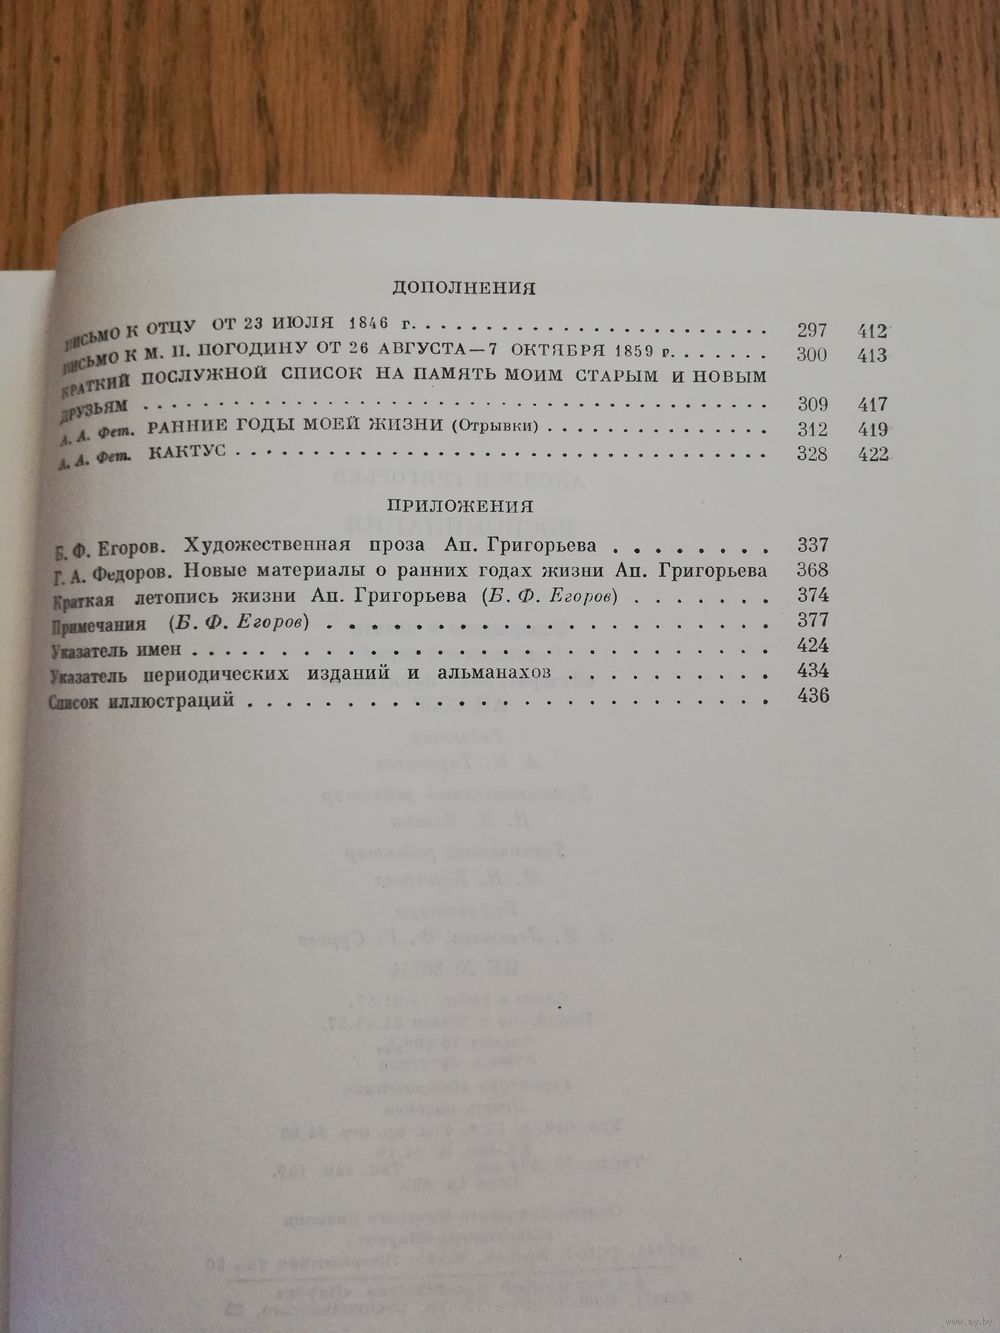 ДОПОЛНЕНИЯ
ПИСЬМО К ОТЦУ ОТ 23 ИЮЛЯ 1846 г. . . . . . . . . . . . . . . . . . . . . . . . 297 412
ПИСЬМО К М. П. ПОГОДИНУ ОТ 26 АВГУСТА — 7 ОКТЯБРЯ 1859 г. . . . . . . 300 413
КРАТКИЙ ПОСЛУЖНОЙ СПИСОК НА ПАМЯТЬ МОИМ СТАРЫМ И НОВЫМ
ДРУЗЬЯМ . . . . . . . . . . . . . . . . . . . . . . . . . . . . . . . 309 417
А. А. Фет. РАННИЕ ГОДЫ МОЕЙ ЖИЗНИ (Отрывки) . . . . . . . . . . . . . 312 419
А. А. Фет. КАКТУС . . . . . . . . . . . . . . . . . . . . . . . . . . . 328 422
ПРИЛОЖЕНИЯ
Б. Ф. Егоров. Художественная проза Ап. Григорьева . . . . . . . . 337
Г. А. Федоров. Новые материалы о ранних годах жизни Ап. Григорьева 368
Краткая летопись жизни Ап. Григорьева (Б. Ф. Егоров) . . . . . . . 374
Примечания (Б. Ф. Егоров) . . . . . . . . . . . . . . . . . . . 377
Указатель имен . . . . . . . . . . . . . . . . . . . . . . . . 424
Указатель периодических изданий и альманахов . . . . . . . . . 434
Список иллюстраций . . . . . . . . . . . . . . . . . . . . . 436
www.ay.by